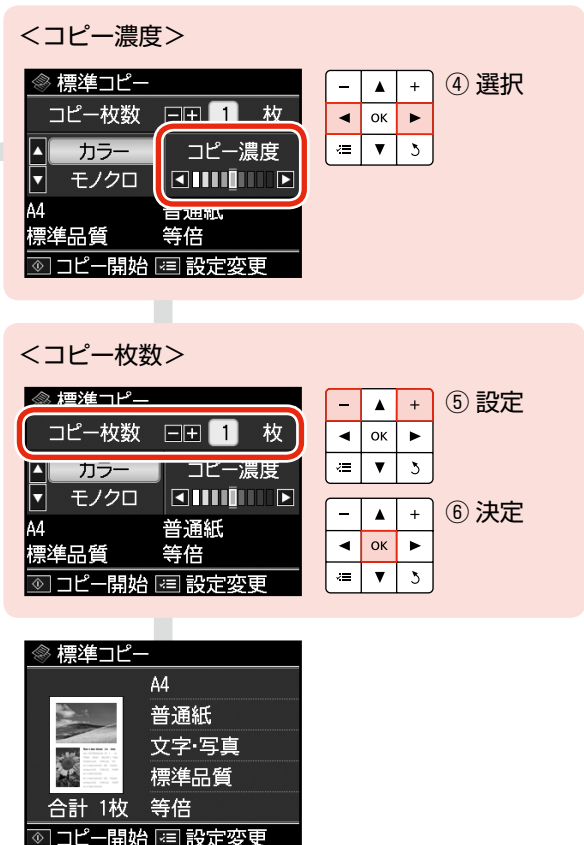 ＜コピー濃度＞
標準コピー
コピー枚数 －＋ 1 枚
カラー コピー濃度
モノクロ
A4 普通紙
標準品質 等倍
コピー開始 設定変更
－ ▲ ＋
◀ OK ▶
▼
④ 選択
＜コピー枚数＞
標準コピー
コピー枚数 －＋ 1 枚
カラー コピー濃度
モノクロ
A4 普通紙
標準品質 等倍
コピー開始 設定変更
－ ▲ ＋
◀ OK ▶
▼
⑤ 設定
－ ▲ ＋
◀ OK ▶
▼
⑥ 決定
標準コピー
A4
普通紙
文字･写真
標準品質
合計 1枚 等倍
コピー開始 設定変更